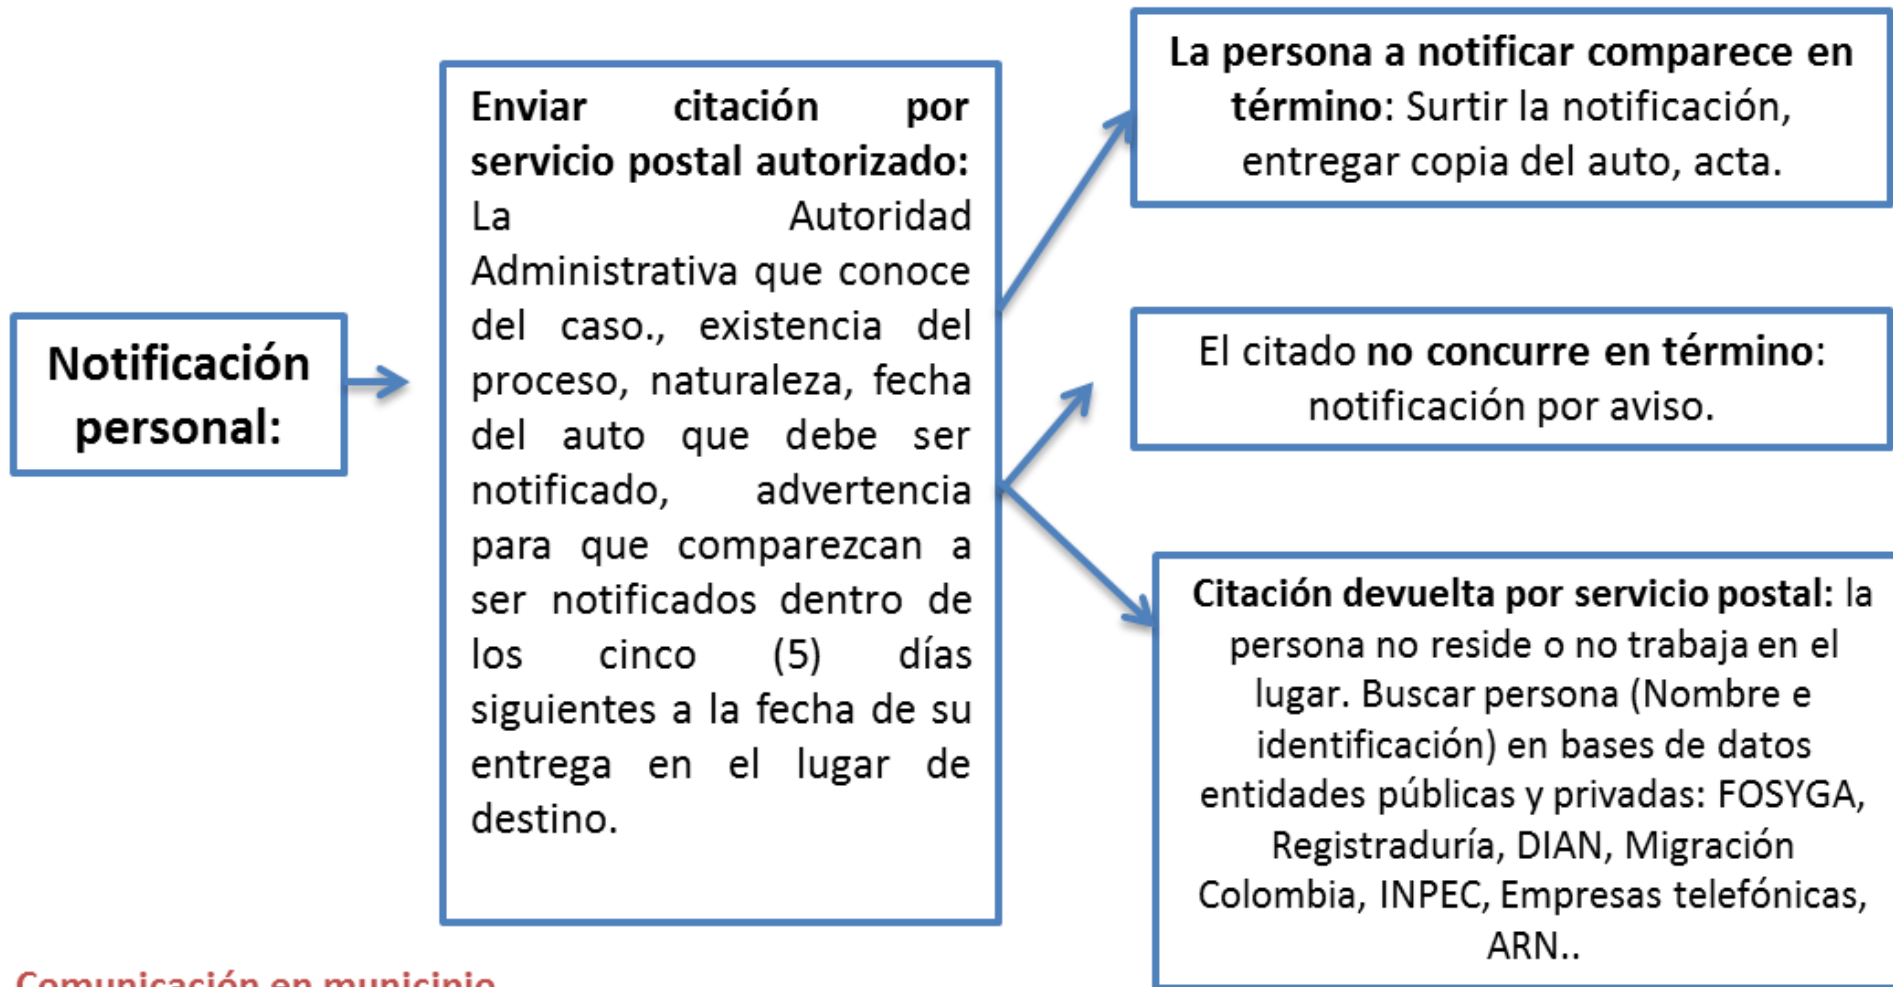 Notificación
personal:
Enviar citación por
servicio postal autorizado:
La Autoridad
Administrativa que conoce
del caso., existencia del
proceso, naturaleza, fecha
del auto que debe ser
notificado, advertencia
para que comparezcan a
ser notificados dentro de
los cinco (5) días
siguientes a la fecha de su
entrega en el lugar de
destino.
La persona a notificar comparece en
término: Surtir la notificación,
entregar copia del auto, acta.
El citado no concurre en término:
notificación por aviso.
Citación devuelta por servicio postal: la
persona no reside o no trabaja en el
lugar. Buscar persona (Nombre e
identificación) en bases de datos
entidades públicas y privadas: FOSYGA,
Registraduría, DIAN, Migración
Colombia, INPEC, Empresas telefónicas,
ARN..
Comunicación en municipio